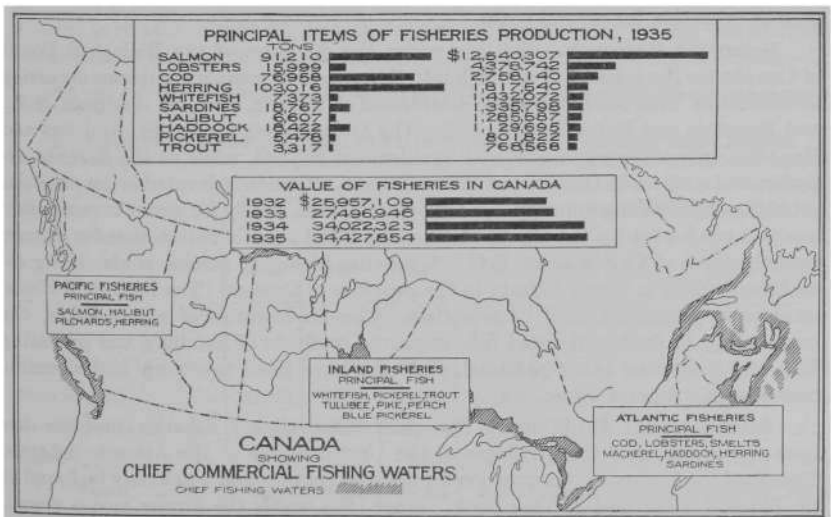 PRINCIPAL ITEMS OF FISHERIES PRODUCTION, 1935
TONS
SALMON 91,210 $12,540,307
LOBSTERS 15,999 4,376,742
COD 76,958 2,758,140
HERRING 103,016 1,817,540
WHITEFISH 7,373 1,432,072
SARDINES 18,767 1,335,798
HALIBUT 6,607 1,285,587
HADDOCK 18,422 1,129,695
PICKEREL 5,478 801,822
TROUT 3,317 768,568
VALUE OF FISHERIES IN CANADA
1932 $25,957,109
1933 27,496,946
1934 34,022,323
1935 34,427,854
PACIFIC FISHERIES
PRINCIPAL FISH
SALMON, HALIBUT
PILCHARDS, HERRING
INLAND FISHERIES
PRINCIPAL FISH
WHITEFISH, PICKEREL, TROUT
TULLIBEE, PIKE, PERCH
BLUE PICKEREL
ATLANTIC FISHERIES
PRINCIPAL FISH
COD, LOBSTERS, SMELTS
MACKEREL, HADDOCK, HERRING
SARDINES
CANADA
SHOWING
CHIEF COMMERCIAL FISHING WATERS
CHIEF FISHING WATERS